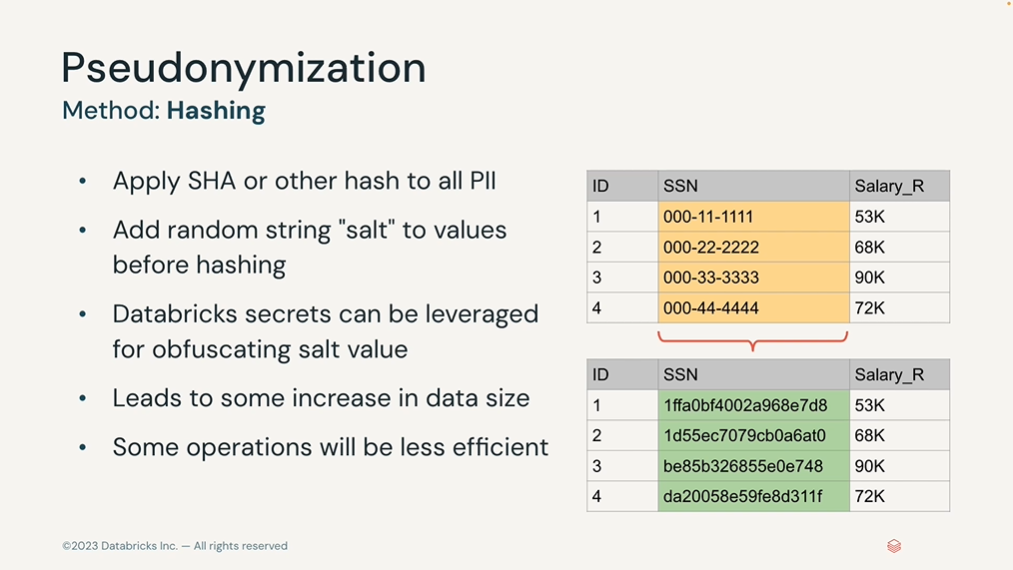 Pseudonymization
Method: Hashing
• Apply SHA or other hash to all PII
• Add random string "salt" to values
before hashing
• Databricks secrets can be leveraged
for obfuscating salt value
• Leads to some increase in data size
• Some operations will be less efficient
ID SSN Salary_R
1 000-11-1111 53K
2 000-22-2222 68K
3 000-33-3333 90K
4 000-44-4444 72K
ID SSN Salary_R
1 1ffa0bf4002a968e7d8 53K
2 1d55ec7079cb0a6at0 68K
3 be85b326855e0e748 90K
4 da20058e59fe8d311f 72K
©2023 Databricks Inc. — All rights reserved